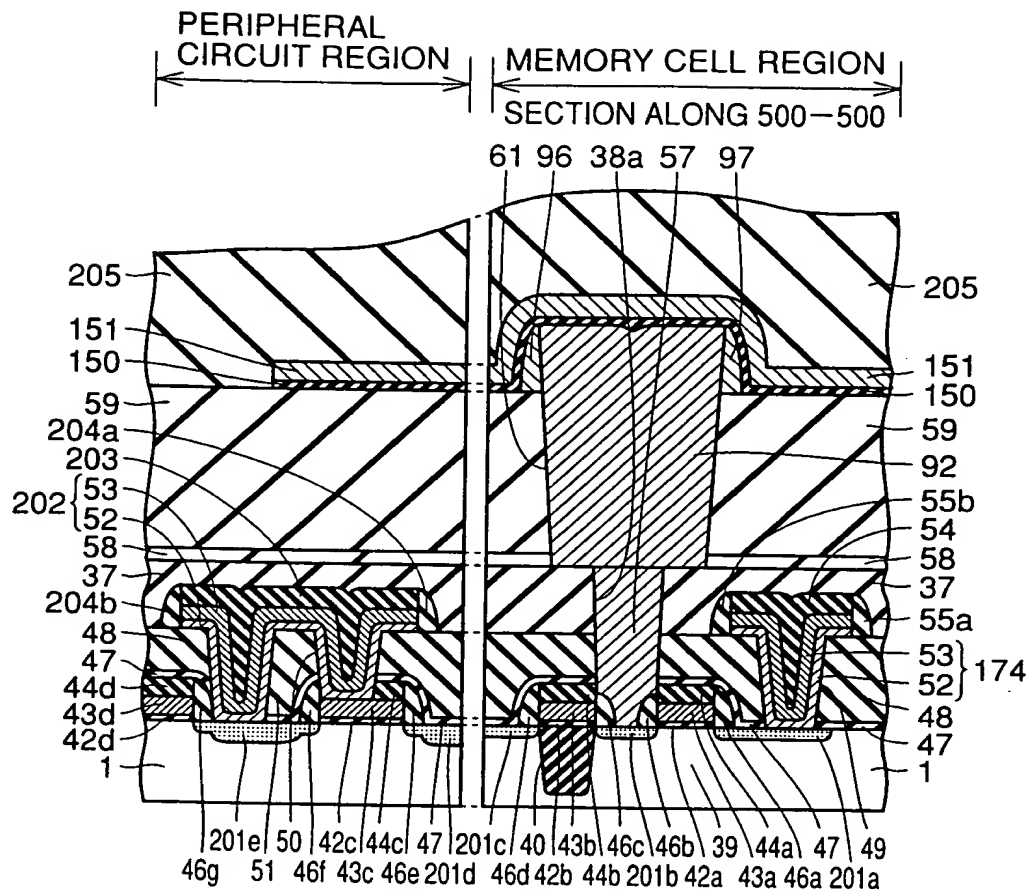 PERIPHERAL
CIRCUIT REGION
MEMORY CELL REGION
SECTION ALONG 500–500
61 96 38a 57 97
205
151
150
59
204a
203
202 { 53
52
58
37
204b
48
47
44d
43d
42d
1
205
151
150
59
92
55b
54
58
37
55a
53 } 174
52
48
47
1
201e 50 42c 44c 47 201c 40 43b 46c 46b 39 44a 47 49
46g 51 46f 43c 46e 201d 46d 42b 44b 201b 42a 43a 46a 201a